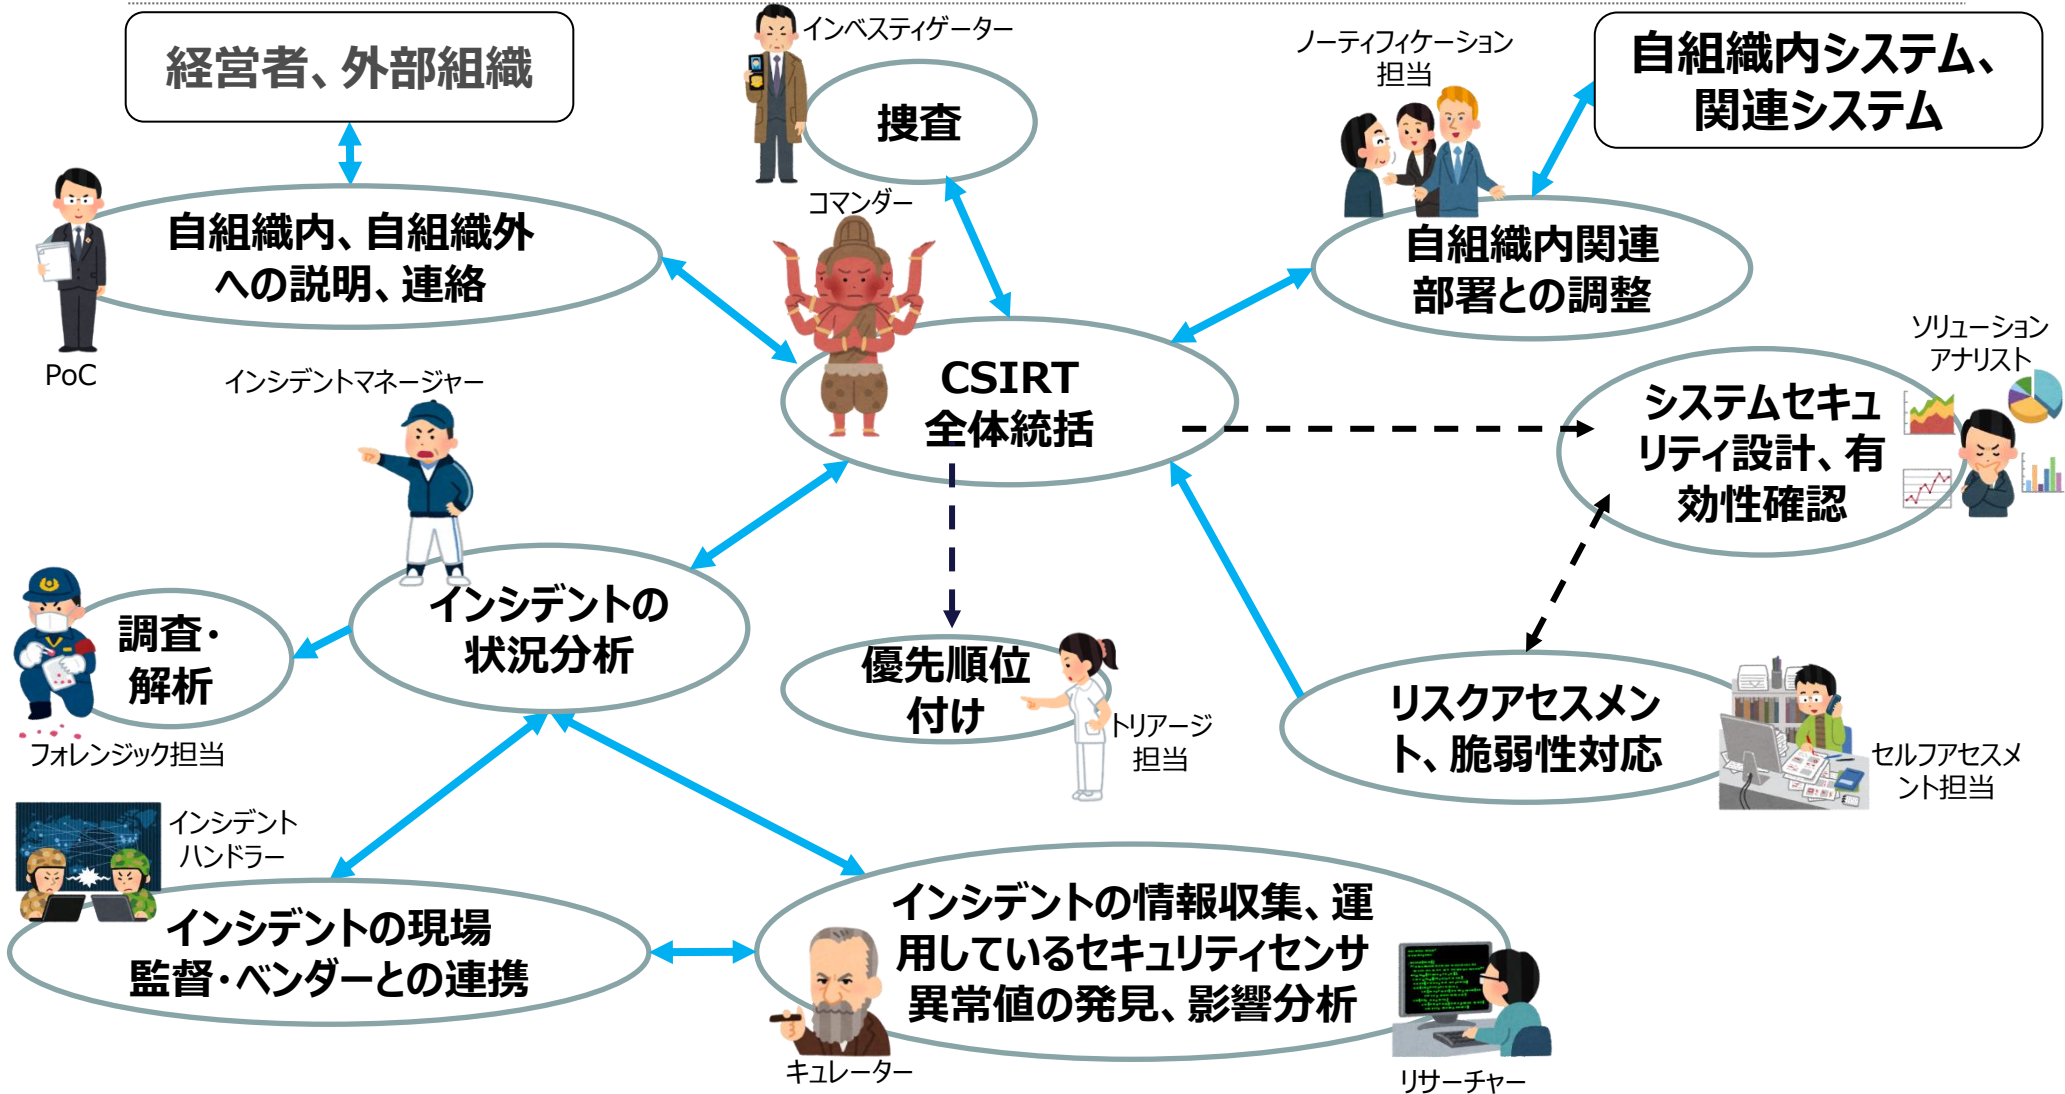 経営者、外部組織
インベスティゲーター
捜査
ノーティフィケーション
担当
自組織内システム、
関連システム
自組織内、自組織外
への説明、連絡
PoC
コマンダー
CSIRT
全体統括
自組織内関連
部署との調整
ソリューション
アナリスト
システムセキュ
リティ設計、有
効性確認
インシデントマネージャー
インシデントの
状況分析
調査・
解析
フォレンジック担当
優先順位
付け
トリアージ
担当
リスクアセスメン
ト、脆弱性対応
セルフアセスメ
ント担当
インシデント
ハンドラー
インシデントの現場
監督・ベンダーとの連携
インシデントの情報収集、運
用しているセキュリティセンサ
異常値の発見、影響分析
キュレーター
リサーチャー